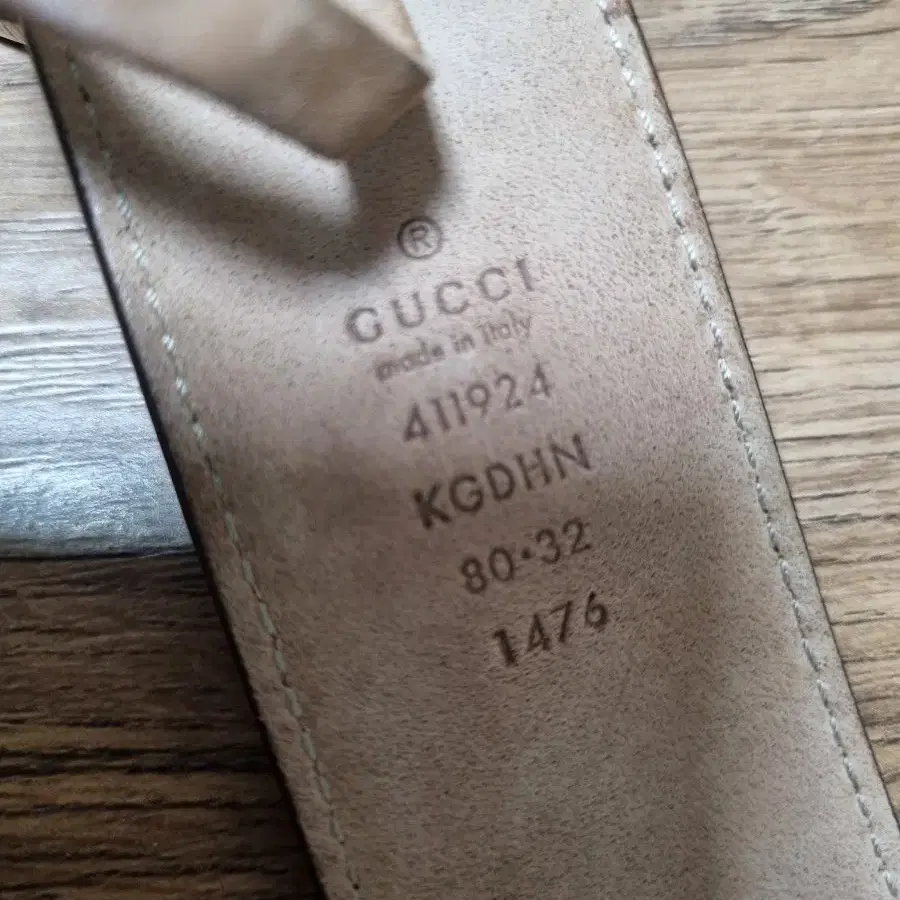 ®
GUCCI
made in italy
411924
KGDHN
80·32
1476